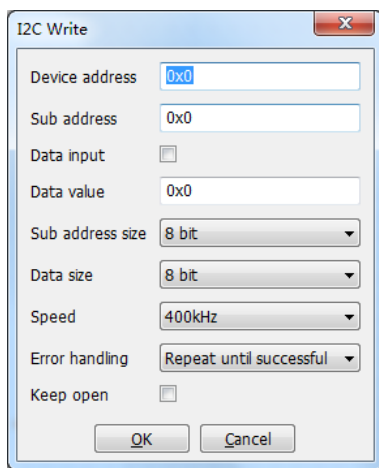 I2C Write
Device address 0x0
Sub address 0x0
Data input
Data value 0x0
Sub address size 8 bit
Data size 8 bit
Speed 400kHz
Error handling Repeat until successful
Keep open
OK Cancel